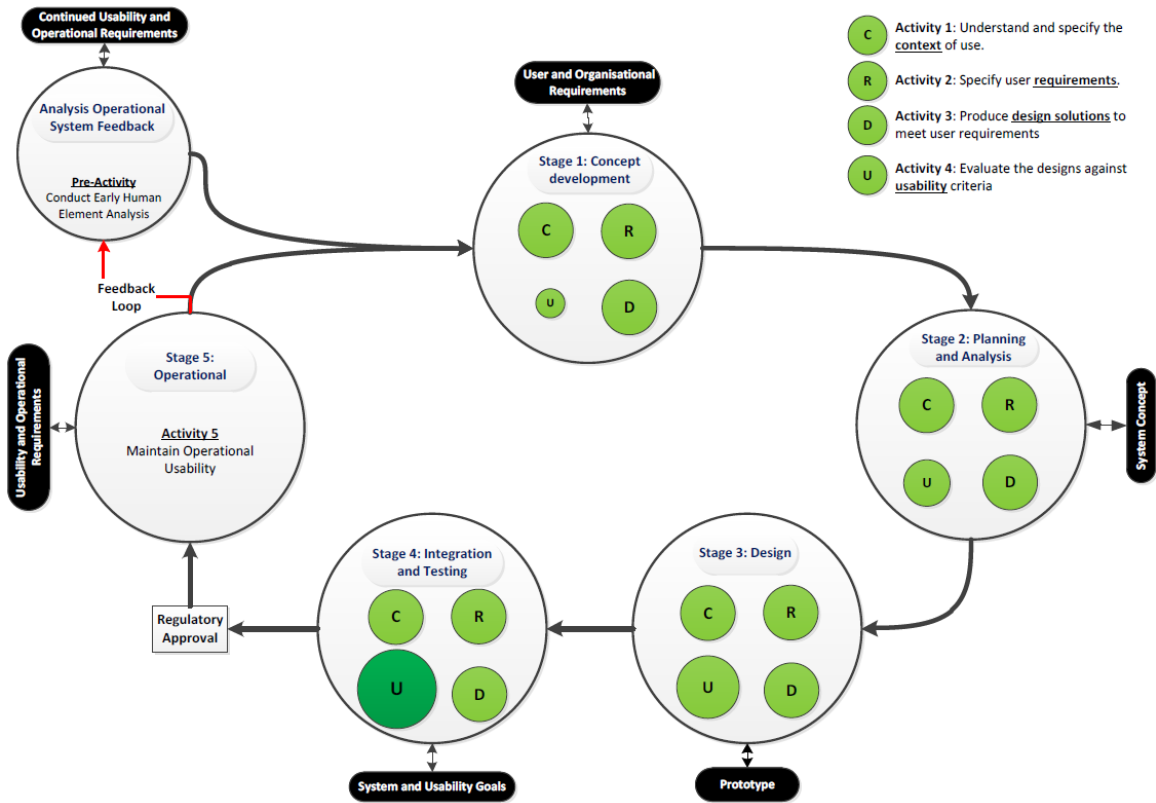 Continued Usability and
Operational Requirements
Analysis Operational
System Feedback
Pre-Activity
Conduct Early Human
Element Analysis
Feedback
Loop
User and Organisational
Requirements
Stage 1: Concept
development
C
R
U
D
C
Activity 1: Understand and specify the
context of use.
R
Activity 2: Specify user requirements.
D
Activity 3: Produce design solutions to
meet user requirements
U
Activity 4: Evaluate the designs against
usability criteria
Stage 2: Planning
and Analysis
C
R
U
D
System Concept
Stage 3: Design
C
R
U
D
Prototype
Stage 4: Integration
and Testing
C
R
U
D
System and Usability Goals
Regulatory
Approval
Stage 5:
Operational
Activity 5
Maintain Operational
Usability
Usability and Operational
Requirements